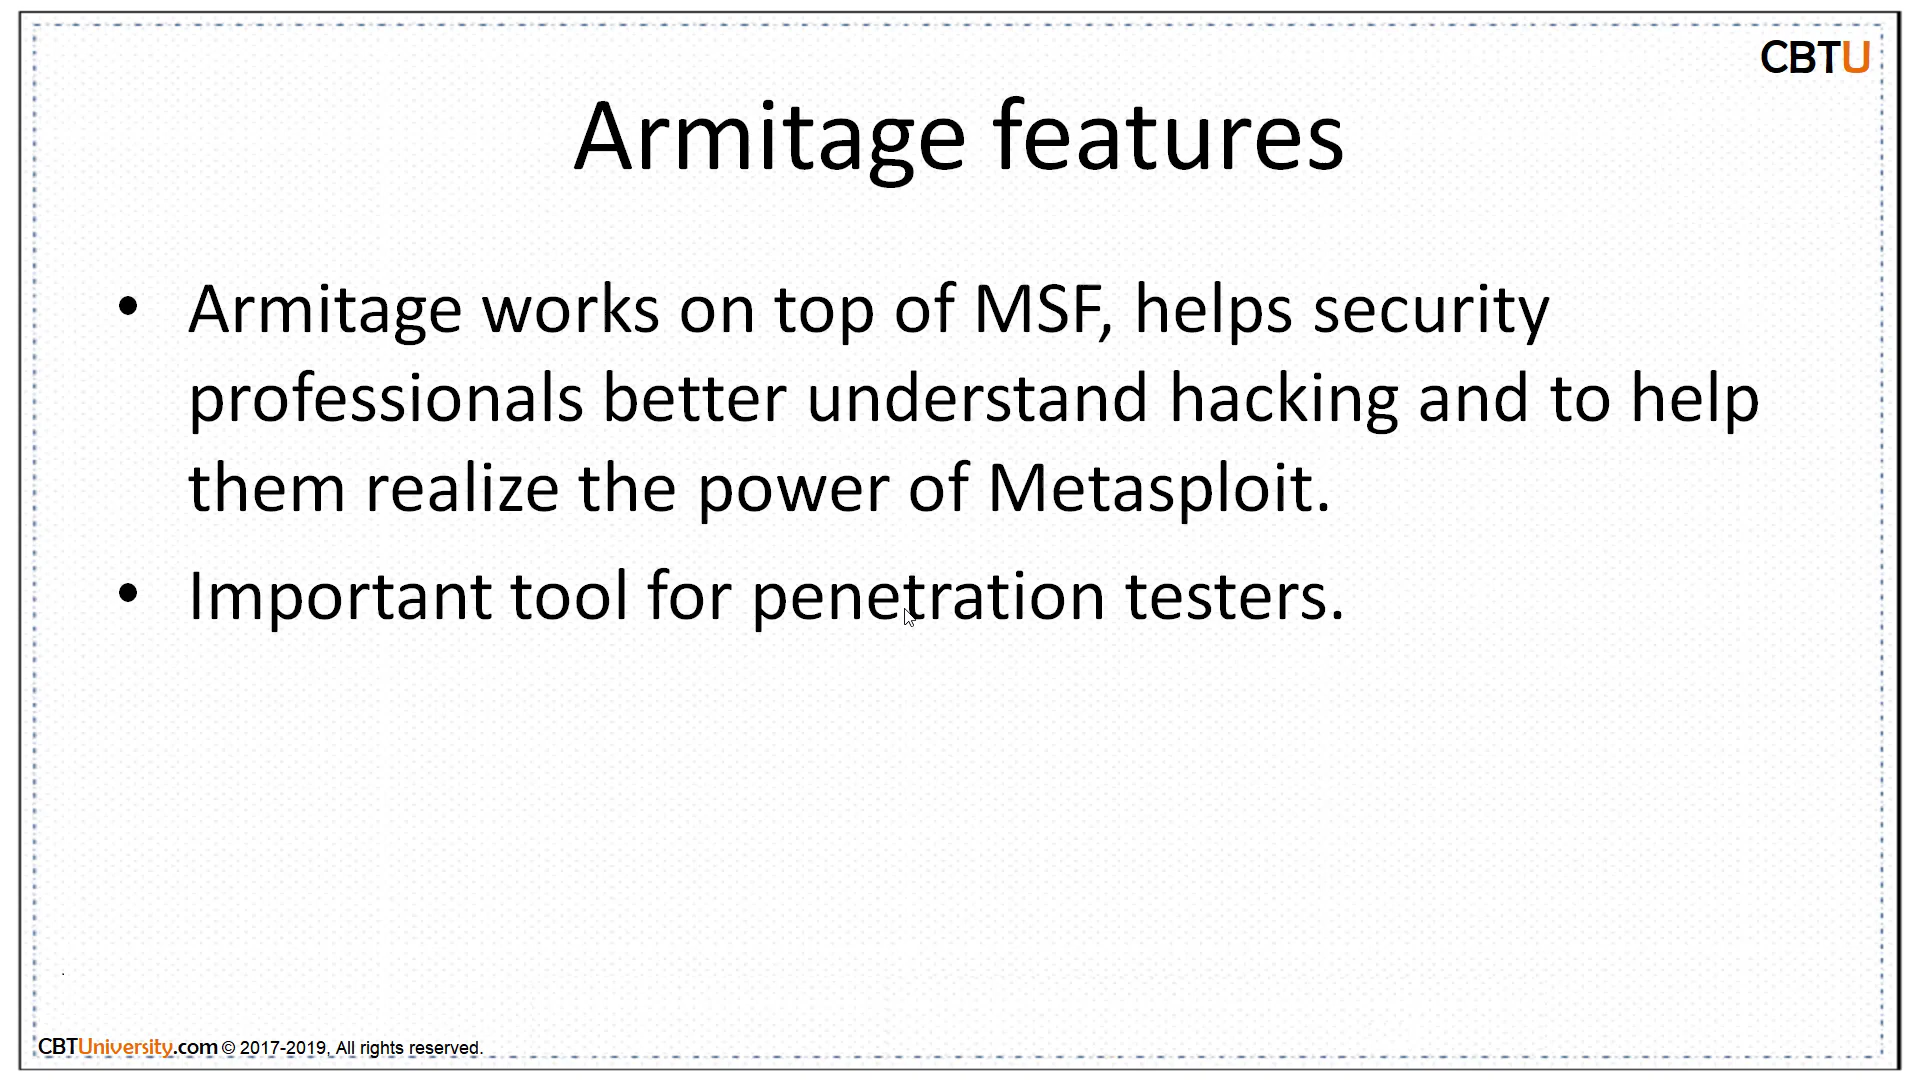 CBTU
Armitage features
• Armitage works on top of MSF, helps security
professionals better understand hacking and to help
them realize the power of Metasploit.
• Important tool for penetration testers.
.
CBTUniversity.com © 2017-2019, All rights reserved.